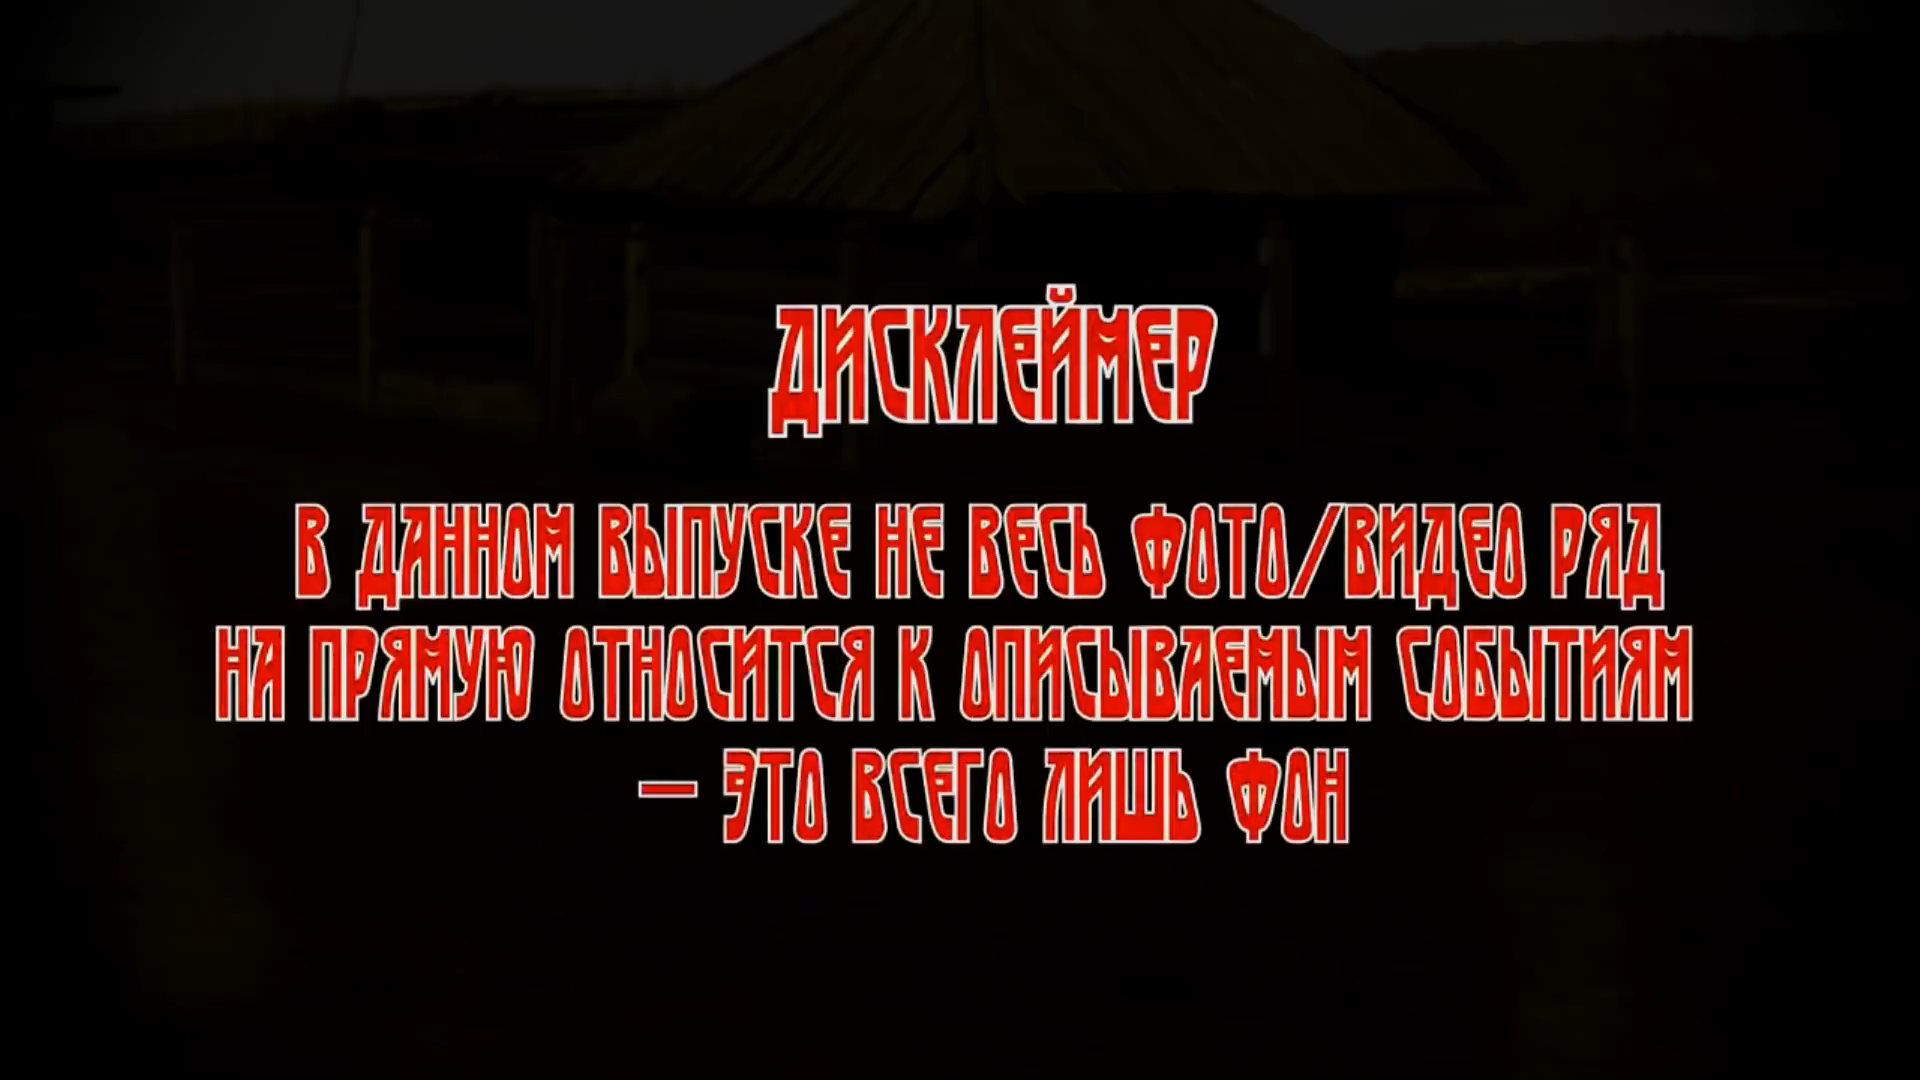 ДИСКЛЕЙМЕР
В ДАННОМ ВЫПУСКЕ НЕ ВЕСЬ ФОТО/ВИДЕО РЯД
НА ПРЯМУЮ ОТНОСИТСЯ К ОПИСЫВАЕМЫМ СОБЫТИЯМ
— ЭТО ВСЕГО ЛИШЬ ФОН